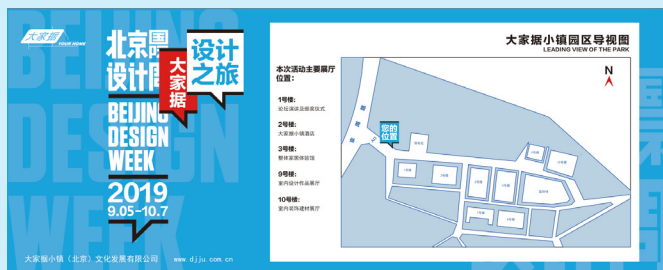 大家据
YOUR HOME
北京国际
设计周
大家据
设计
之旅
BEIJING
DESIGN
WEEK
2019
9.05-10.7
大家据小镇（北京）文化发展有限公司 www.djju.com.cn
大家据小镇园区导视图
LEADING VIEW OF THE PARK
本次活动主要展厅
位置：
1号楼：
论坛演讲及颁奖仪式
2号楼：
大家据小镇酒店
3号楼：
整体家居体验馆
9号楼：
室内设计作品展厅
10号楼：
室内装饰建材展厅
N
您的
位置
BEIJING
DESIGN
WEEK